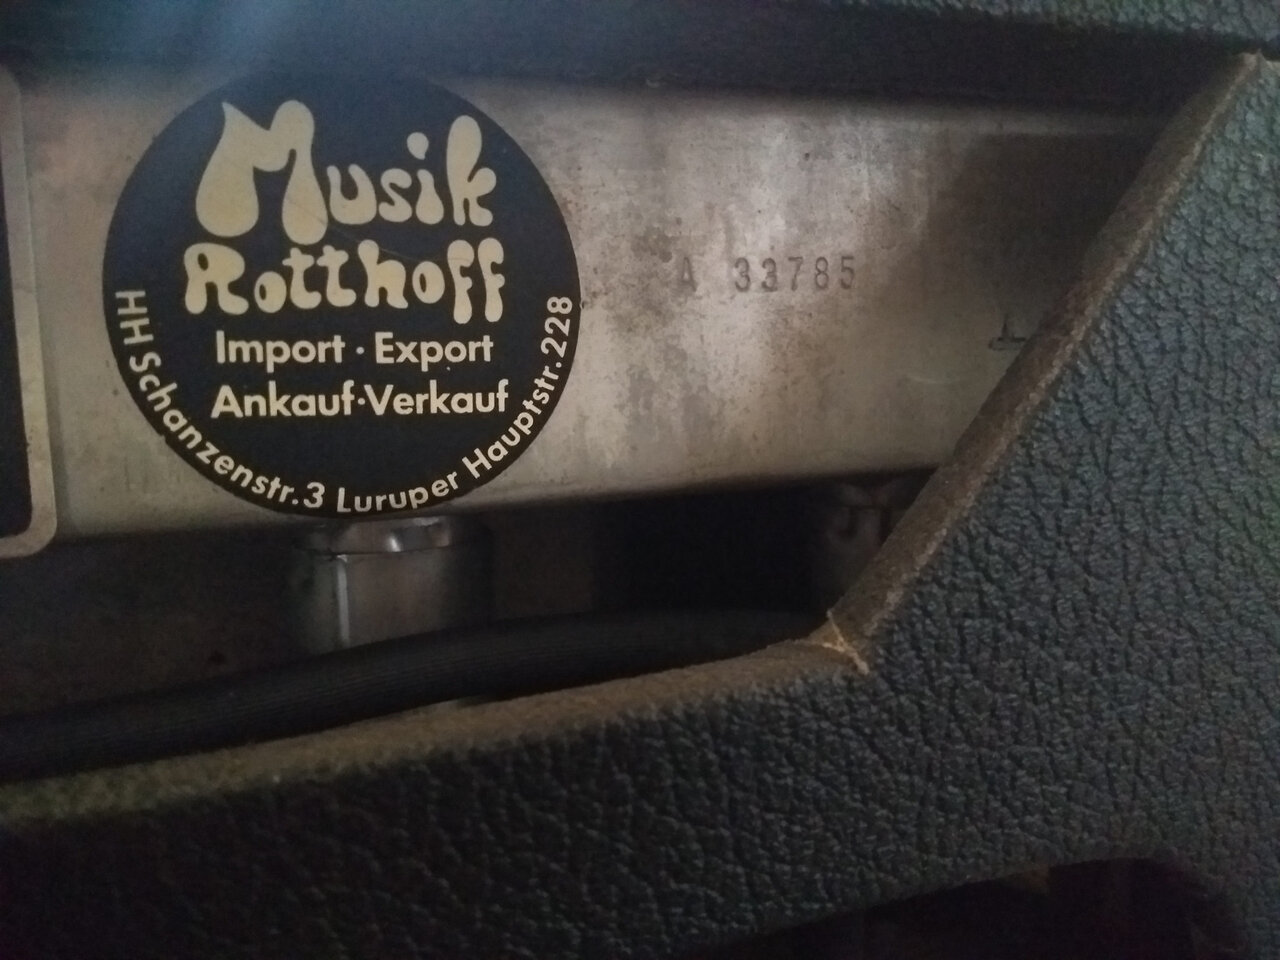 Musik
Rotthoff
Import · Export
Ankauf · Verkauf
HH Schanzenstr. 3 Luruper Hauptstr. 228
A 33785